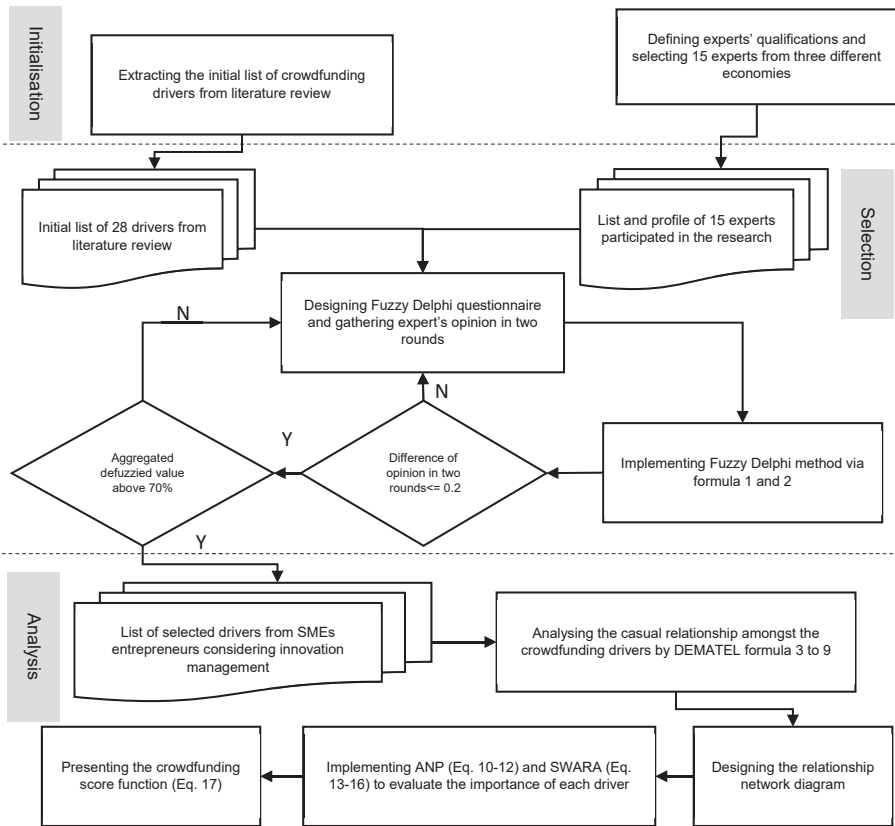 Initialisation
Extracting the initial list of crowdfunding
drivers from literature review
Defining experts' qualifications and
selecting 15 experts from three different
economies
Selection
Initial list of 28 drivers from
literature review
List and profile of 15 experts
participated in the research
Designing Fuzzy Delphi questionnaire
and gathering expert's opinion in two
rounds
N
N
Y
Aggregated
defuzzied value
above 70%
Difference of
opinion in two
rounds<= 0.2
Implementing Fuzzy Delphi method via
formula 1 and 2
Y
Analysis
List of selected drivers from SMEs
entrepreneurs considering innovation
management
Analysing the casual relationship amongst the
crowdfunding drivers by DEMATEL formula 3 to 9
Presenting the crowdfunding
score function (Eq. 17)
Implementing ANP (Eq. 10-12) and SWARA (Eq.
13-16) to evaluate the importance of each driver
Designing the relationship
network diagram